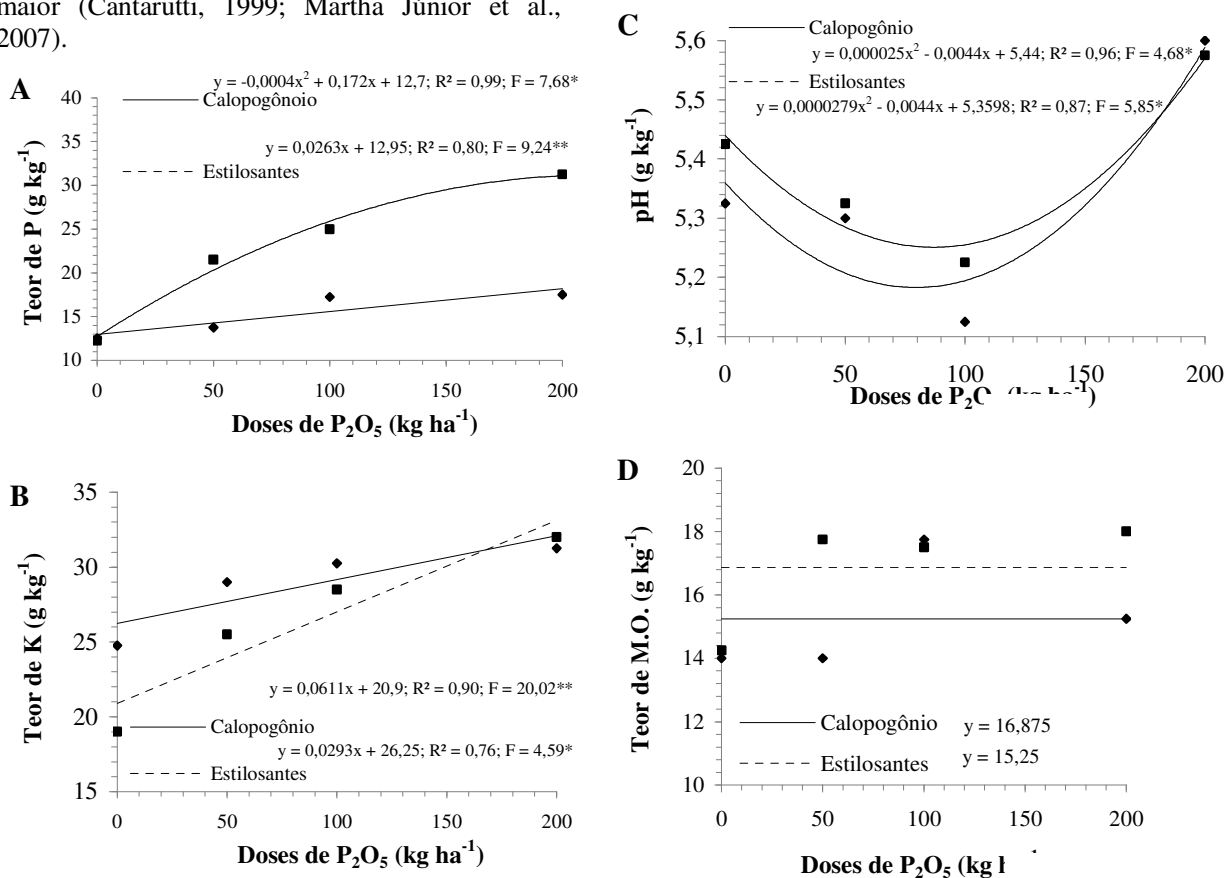 maior (Cantarutti, 1999; Martha Júnior et al.,
2007).
A
y = -0,0004x² + 0,172x + 12,7; R² = 0,99; F = 7,68*
Calopogônoio
y = 0,0263x + 12,95; R² = 0,80; F = 9,24**
Estilosantes
Teor de P (g kg⁻¹)
40
35
30
25
20
15
10
0 50 100 150 200
Doses de P₂O₅ (kg ha⁻¹)
B
Teor de K (g kg⁻¹)
35
30
25
20
15
y = 0,0611x + 20,9; R² = 0,90; F = 20,02**
Calopogônio
y = 0,0293x + 26,25; R² = 0,76; F = 4,59*
Estilosantes
0 50 100 150 200
Doses de P₂O₅ (kg ha⁻¹)
C
Calopogônio
y = 0,000025x² - 0,0044x + 5,44; R² = 0,96; F = 4,68*
Estilosantes
y = 0,0000279x² - 0,0044x + 5,3598; R² = 0,87; F = 5,85*
pH (g kg⁻¹)
5,6
5,5
5,4
5,3
5,2
5,1
0 50 100 150 200
Doses de
D
Teor de M.O. (g kg⁻¹)
20
18
16
14
12
10
Calopogônio y = 16,875
Estilosantes y = 15,25
0 50 100 150 200
Doses de P₂O₅ (kg